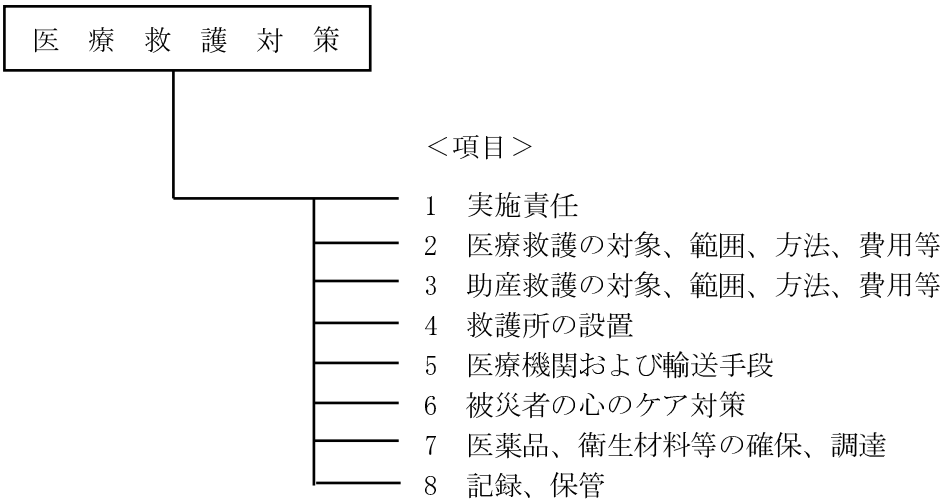 医療救護対策
＜項目＞
1 実施責任
2 医療救護の対象、範囲、方法、費用等
3 助産救護の対象、範囲、方法、費用等
4 救護所の設置
5 医療機関および輸送手段
6 被災者の心のケア対策
7 医薬品、衛生材料等の確保、調達
8 記録、保管